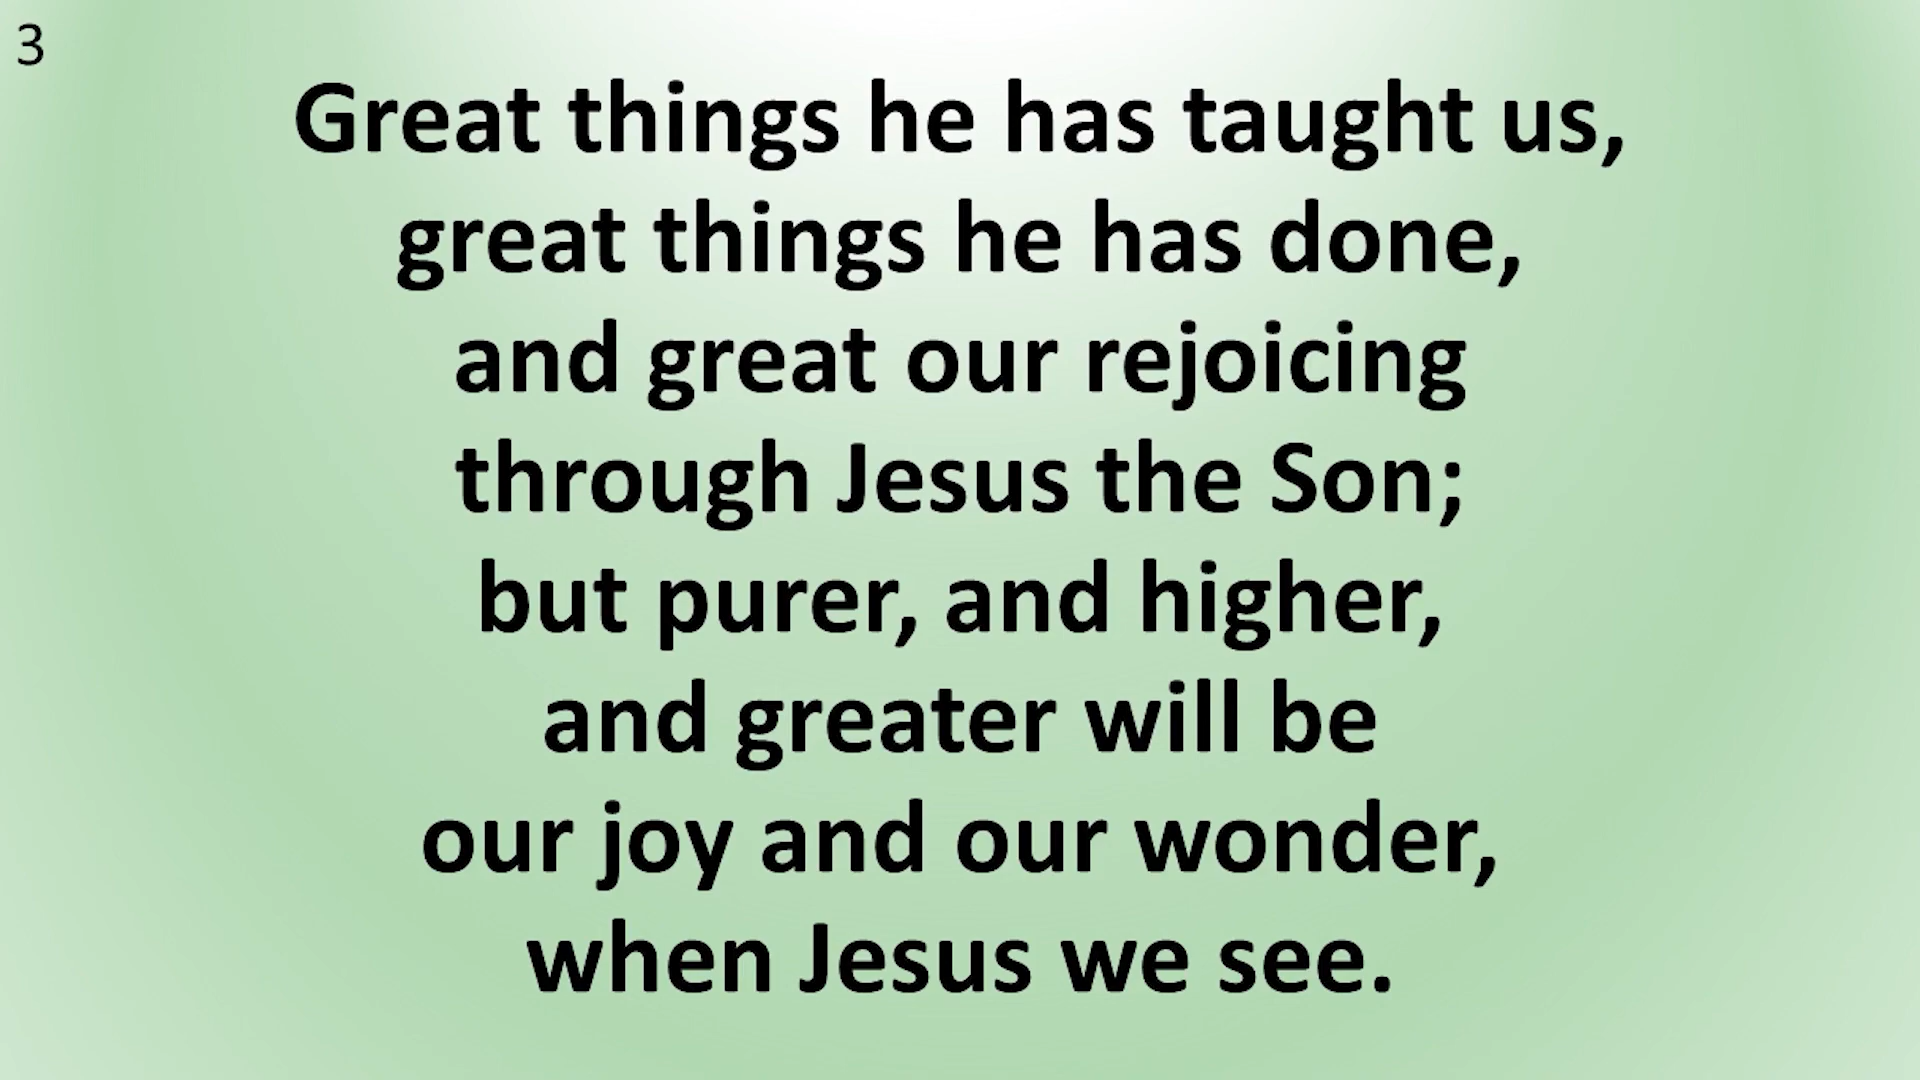 3
Great things he has taught us,
great things he has done,
and great our rejoicing
through Jesus the Son;
but purer, and higher,
and greater will be
our joy and our wonder,
when Jesus we see.